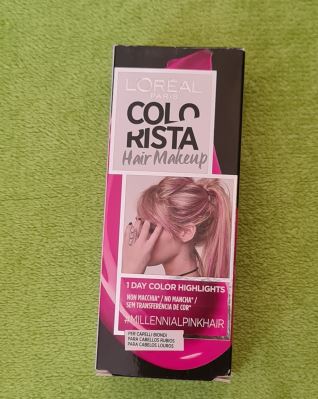 L'ORÉAL
PARIS
COLO
RISTA
Hair Makeup
1 DAY COLOR HIGHLIGHTS
NON MACCHIA* / NO MANCHA* /
SEM TRANSFERÊNCIA DE COR*
#MILLENNIALPINKHAIR
PER CAPELLI BIONDI
PARA CABELLOS RUBIOS
PARA CABELOS LOUROS